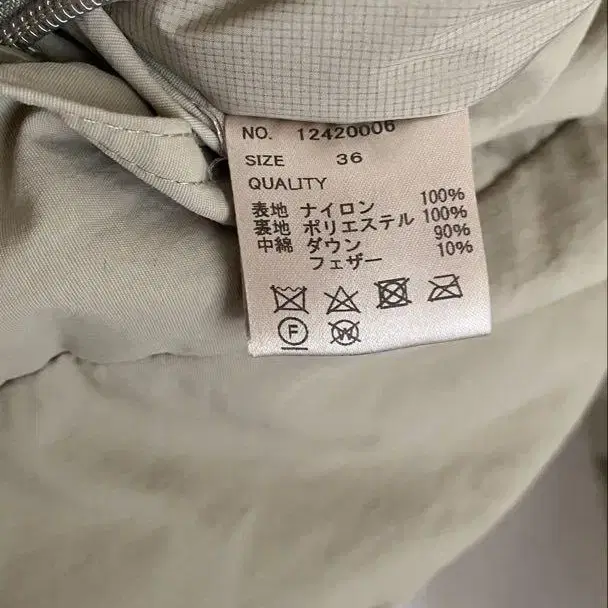 NO. 12420006
SIZE 36
QUALITY
表地 ナイロン 100%
裏地 ポリエステル 100%
中綿 ダウン 90%
フェザー 10%
F W